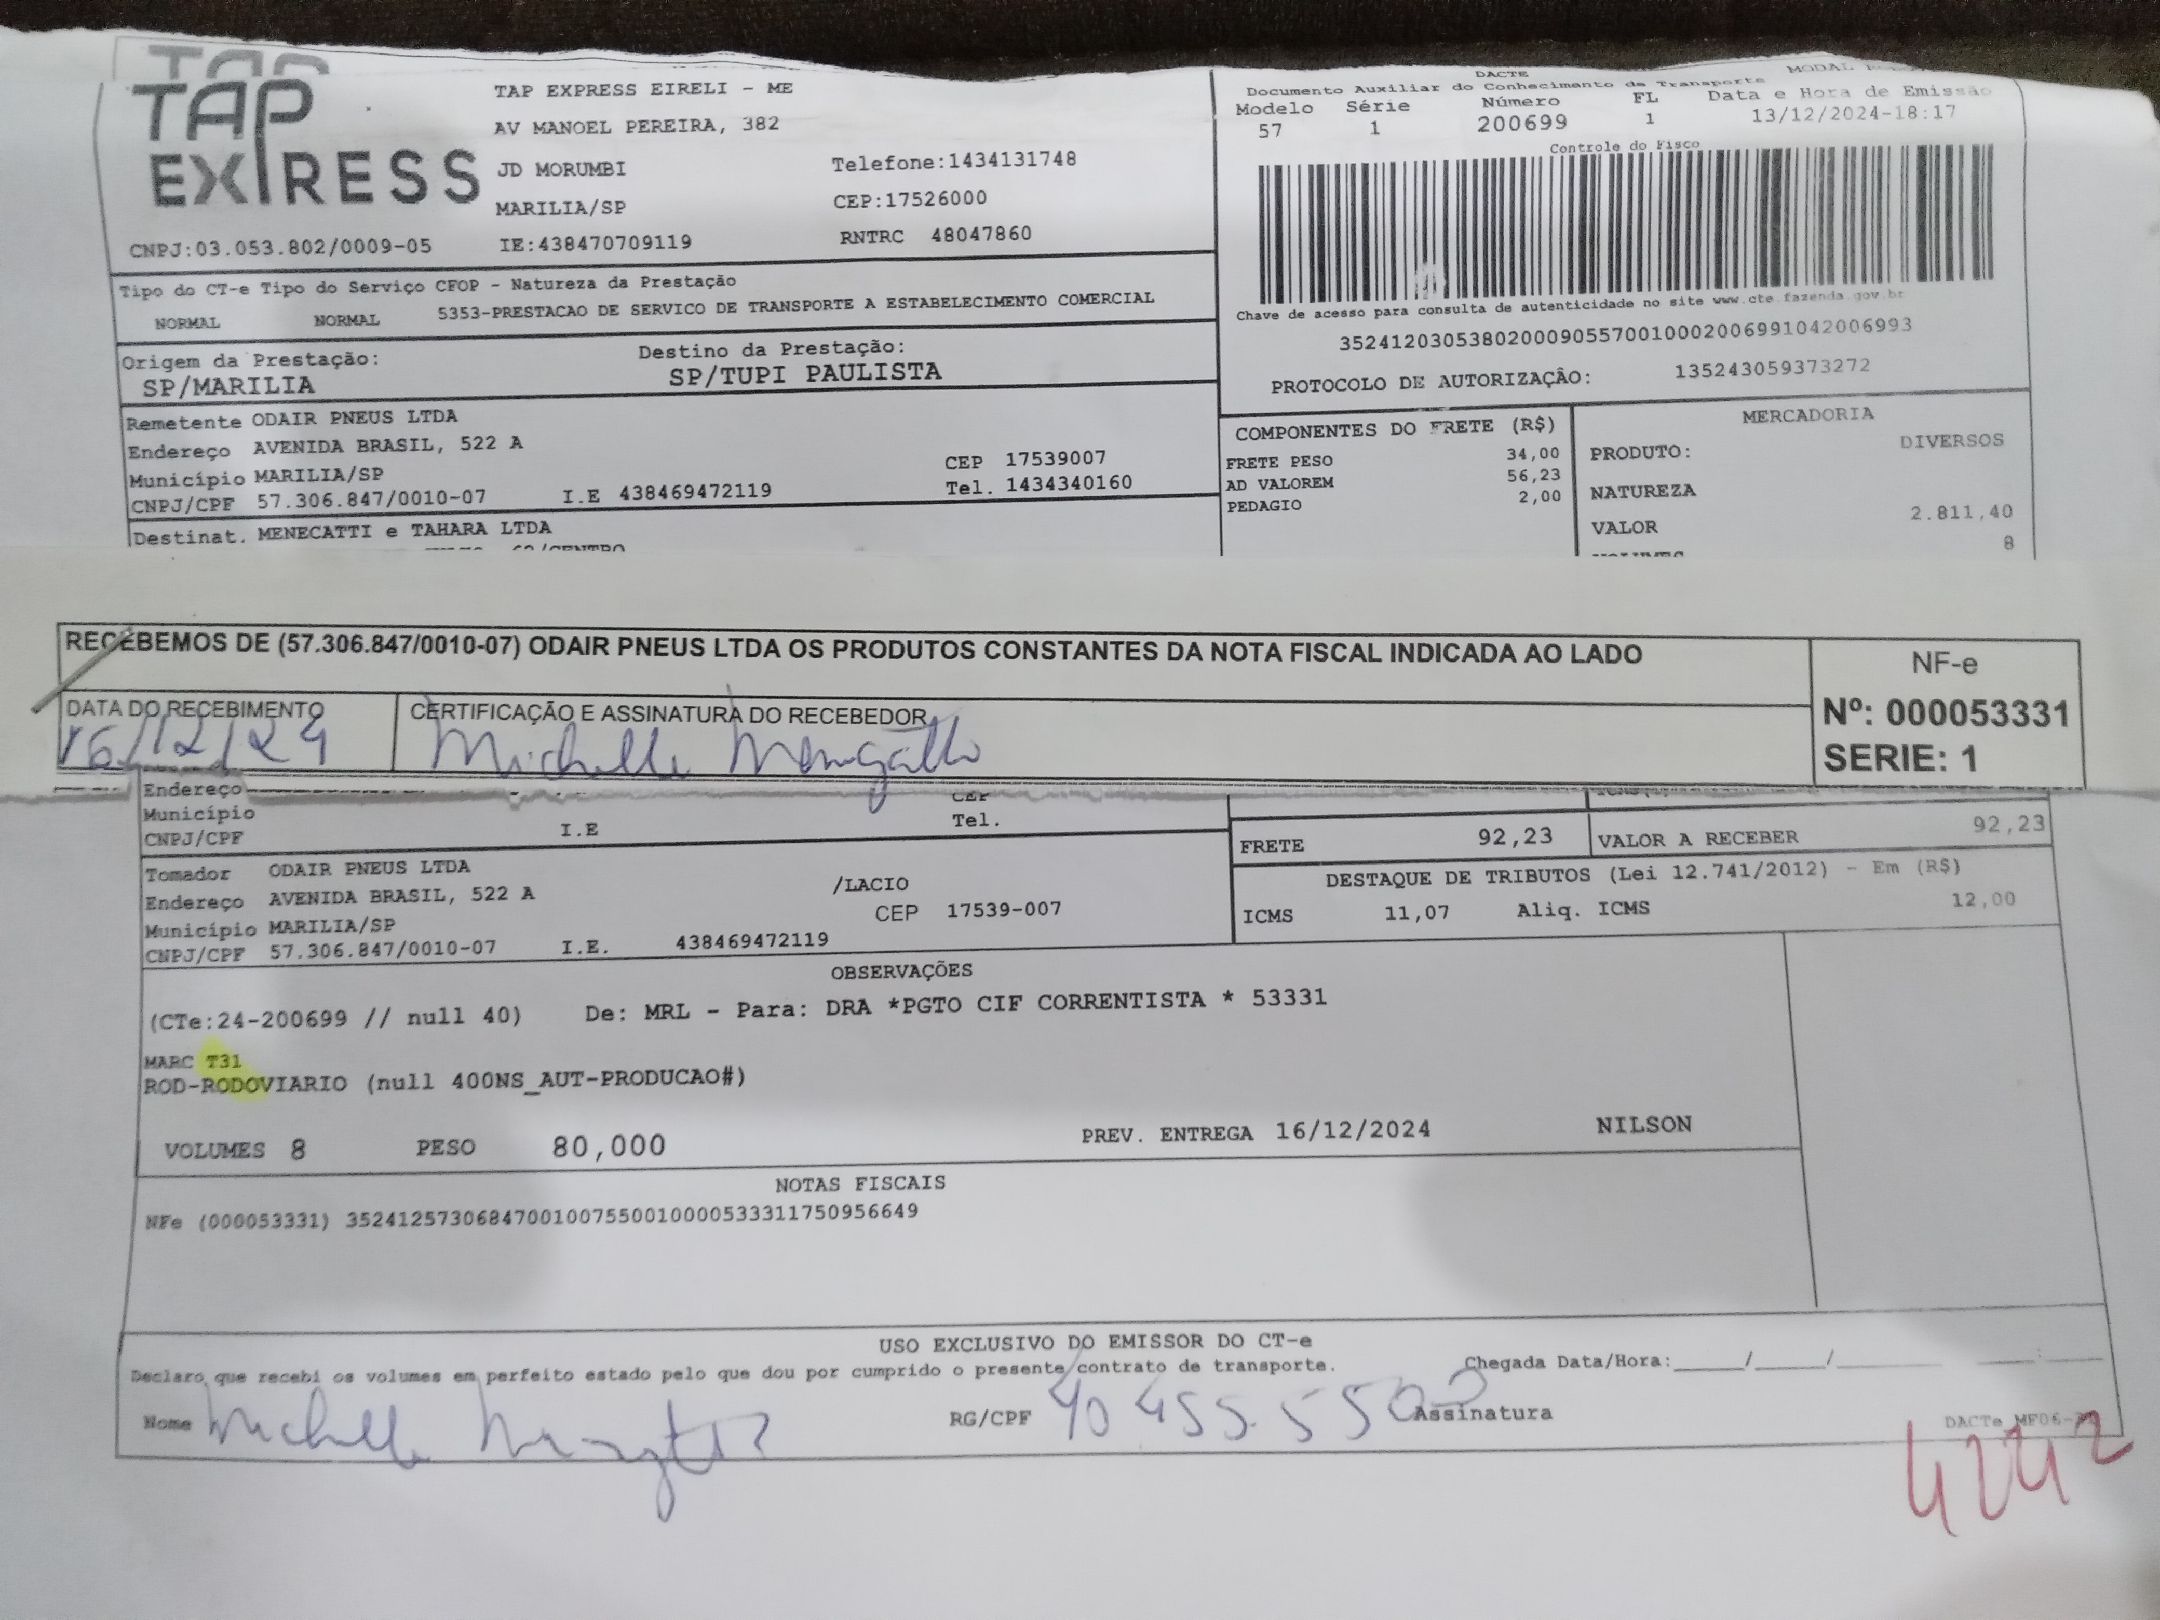 TAP
TAP
EXPRESS
TAP EXPRESS EIRELI - ME
AV MANOEL PEREIRA, 382
JD MORUMBI Telefone:1434131748
MARILIA/SP CEP:17526000
CNPJ:03.053.802/0009-05 IE:438470709119 RNTRC 48047860
DACTE MODAL
Documento Auxiliar do Conhecimento de Transporte
Modelo Série Número FL Data e Hora de Emissão
57 1 200699 1 13/12/2024-18:17
Controle do Fisco
Chave de acesso para consulta de autenticidade no site www.cte.fazenda.gov.br
35241203053802000905570010002006991042006993
PROTOCOLO DE AUTORIZAÇÃO: 135243059373272
Tipo do CT-e Tipo do Serviço CFOP - Natureza da Prestação
NORMAL NORMAL 5353-PRESTACAO DE SERVICO DE TRANSPORTE A ESTABELECIMENTO COMERCIAL
Origem da Prestação: Destino da Prestação:
SP/MARILIA SP/TUPI PAULISTA
Remetente ODAIR PNEUS LTDA
Endereço AVENIDA BRASIL, 522 A
Município MARILIA/SP CEP 17539007
CNPJ/CPF 57.306.847/0010-07 I.E 438469472119 Tel. 1434340160
Destinat. MENECATTI e TAHARA LTDA
COMPONENTES DO FRETE (R$)
FRETE PESO 34,00
AD VALOREM 56,23
PEDAGIO 2,00
MERCADORIA
PRODUTO: DIVERSOS
NATUREZA
VALOR 2.811,40
8
RECEBEMOS DE (57.306.847/0010-07) ODAIR PNEUS LTDA OS PRODUTOS CONSTANTES DA NOTA FISCAL INDICADA AO LADO
NF-e
Nº: 000053331
SERIE: 1
DATA DO RECEBIMENTO CERTIFICAÇÃO E ASSINATURA DO RECEBEDOR
16/12/24 Michelle
Endereço CEP
Município Tel.
CNPJ/CPF I.E
FRETE 92,23 VALOR A RECEBER 92,23
Tomador ODAIR PNEUS LTDA
Endereço AVENIDA BRASIL, 522 A /LACIO
Município MARILIA/SP CEP 17539-007
CNPJ/CPF 57.306.847/0010-07 I.E. 438469472119
DESTAQUE DE TRIBUTOS (Lei 12.741/2012) - Em (R$)
ICMS 11,07 Aliq. ICMS 12,00
OBSERVAÇÕES
(CTe:24-200699 // null 40) De: MRL - Para: DRA *PGTO CIF CORRENTISTA * 53331
MARC T31
ROD-RODOVIARIO (null 400NS_AUT-PRODUCAO#)
VOLUMES 8 PESO 80,000 PREV. ENTREGA 16/12/2024 NILSON
NOTAS FISCAIS
NFe (000053331) 35241257306847001007550010000533311750956649
USO EXCLUSIVO DO EMISSOR DO CT-e
Declaro que recebi os volumes em perfeito estado pelo que dou por cumprido o presente contrato de transporte. Chegada Data/Hora:_____/_____/_______ ____:____
Nome Michelle RG/CPF Assinatura
DACTe MF06-